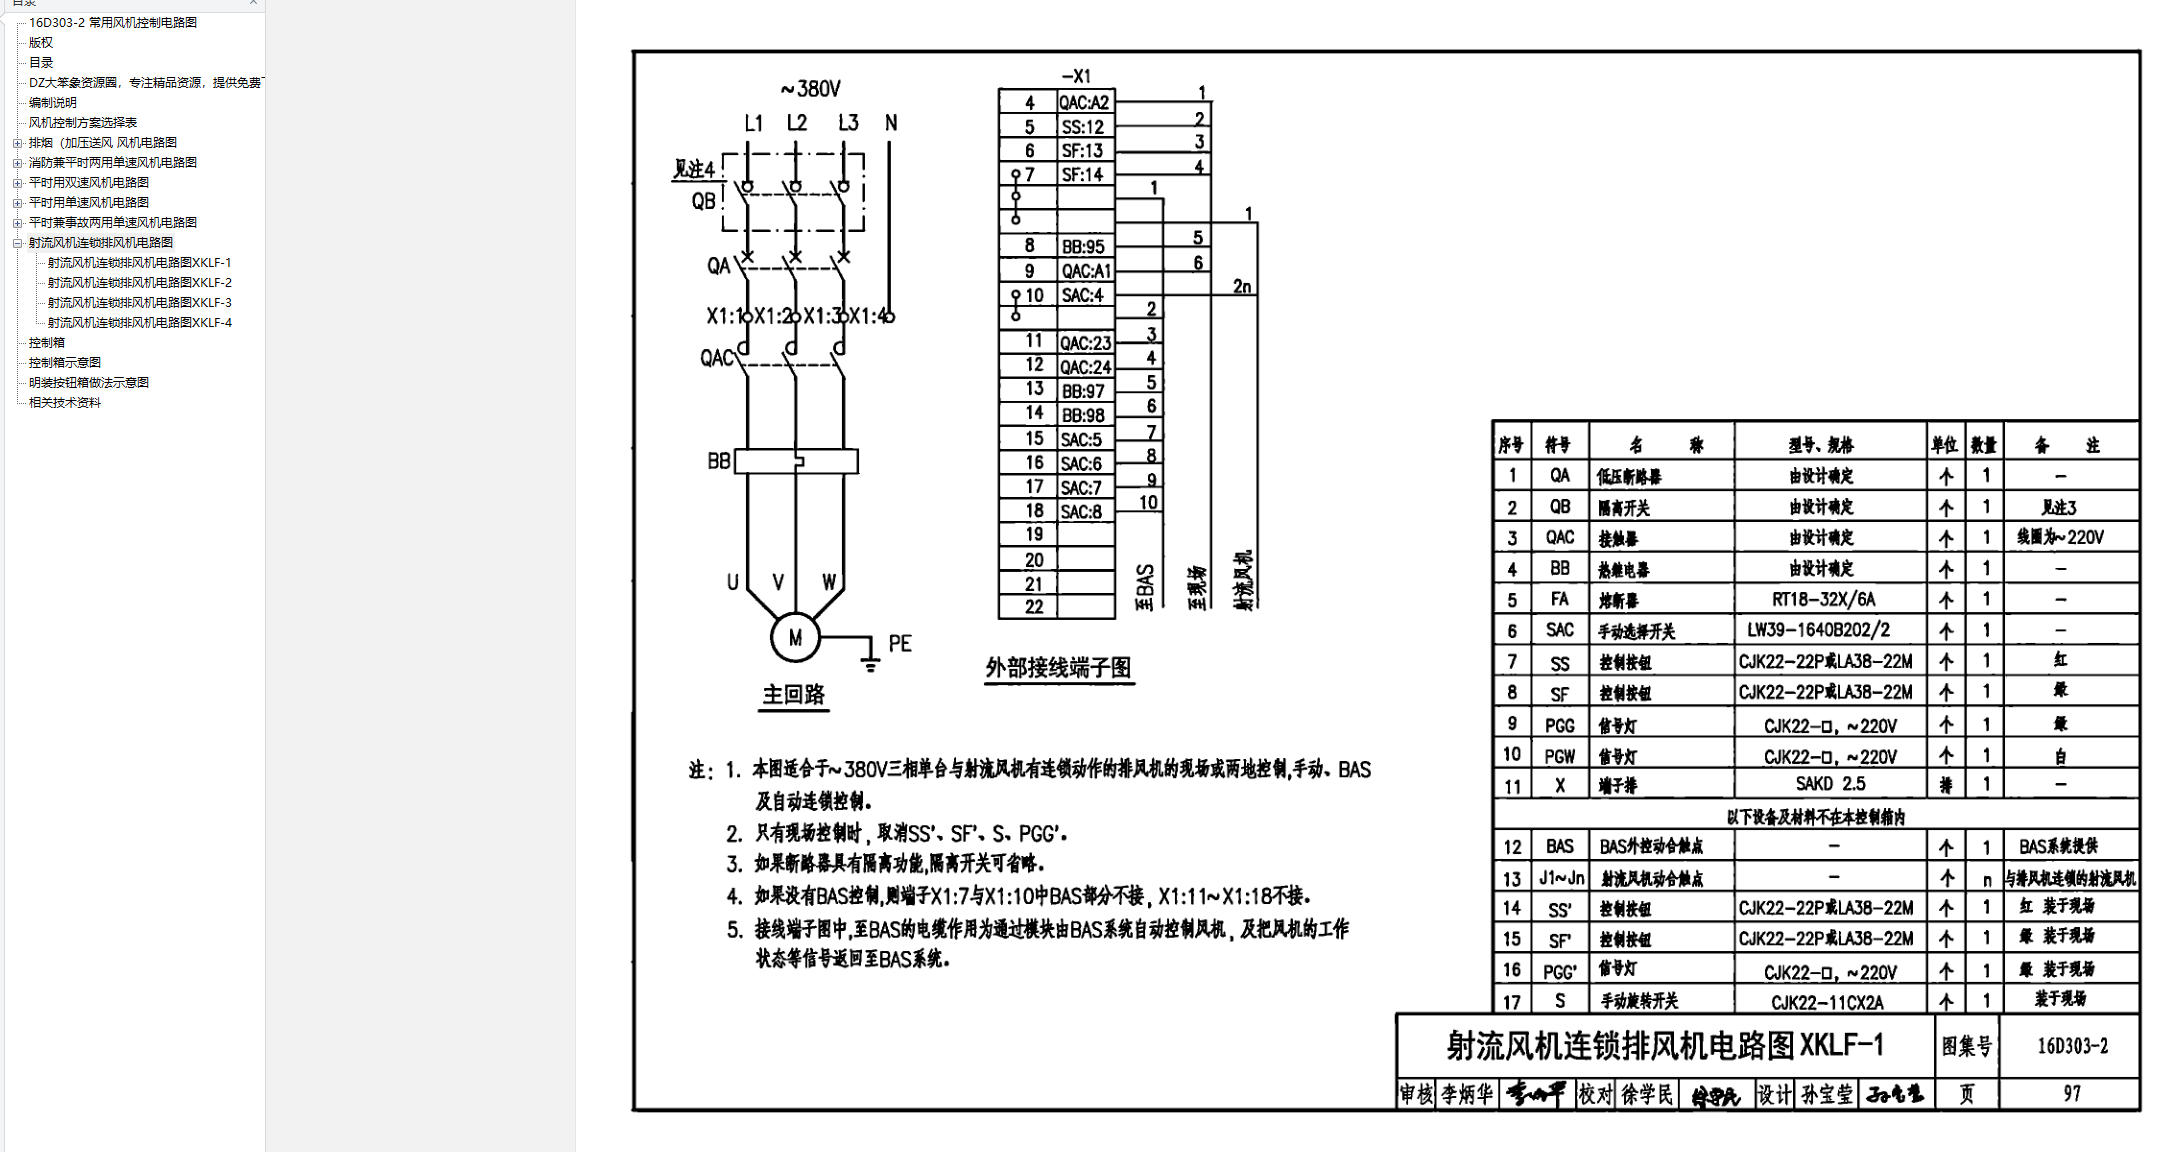 目录
16D303-2 常用风机控制电路图
版权
目录
DZ大笨象资源圈，专注精品资源，提供免费
编制说明
风机控制方案选择表
排烟（加压送风 风机电路图
消防兼平时两用单速风机电路图
平时用双速风机电路图
平时用单速风机电路图
平时兼事故两用单速风机电路图
射流风机连锁排风机电路图
射流风机连锁排风机电路图XKLF-1
射流风机连锁排风机电路图XKLF-2
射流风机连锁排风机电路图XKLF-3
射流风机连锁排风机电路图XKLF-4
控制箱
控制箱示意图
明装按钮箱做法示意图
相关技术资料
~380V
L1 L2 L3 N
见注4
QB
QA
X1:1 X1:2 X1:3 X1:4
QAC
BB
U V W
M
PE
主回路
-X1
4 QAC:A2 1
5 SS:12 2
6 SF:13 3
7 SF:14 4
1
1
8 BB:95 5
9 QAC:A1 6
10 SAC:4 2n
2
11 QAC:23 3
12 QAC:24 4
13 BB:97 5
14 BB:98 6
15 SAC:5 7
16 SAC:6 8
17 SAC:7 9
18 SAC:8 10
19
20
21
22
至BAS
至现场
射流风机
外部接线端子图
注：1. 本图适合于~380V三相单台与射流风机有连锁动作的排风机的现场或两地控制,手动、BAS
及自动连锁控制。
2. 只有现场控制时，取消SS'、SF'、S、PGG'。
3. 如果断路器具有隔离功能,隔离开关可省略。
4. 如果没有BAS控制,则端子X1:7与X1:10中BAS部分不接，X1:11~X1:18不接。
5. 接线端子图中,至BAS的电缆作用为通过模块由BAS系统自动控制风机，及把风机的工作
状态等信号返回至BAS系统。
序号 符号 名 称 型号、规格 单位 数量 备 注
1 QA 低压断路器 由设计确定 个 1 -
2 QB 隔离开关 由设计确定 个 1 见注3
3 QAC 接触器 由设计确定 个 1 线圈为~220V
4 BB 热继电器 由设计确定 个 1 -
5 FA 熔断器 RT18-32X/6A 个 1 -
6 SAC 手动选择开关 LW39-1640B202/2 个 1 -
7 SS 控制按钮 CJK22-22P或LA38-22M 个 1 红
8 SF 控制按钮 CJK22-22P或LA38-22M 个 1 绿
9 PGG 信号灯 CJK22-□, ~220V 个 1 绿
10 PGW 信号灯 CJK22-□, ~220V 个 1 白
11 X 端子排 SAKD 2.5 排 1 -
以下设备及材料不在本控制箱内
12 BAS BAS外控动合触点 - 个 1 BAS系统提供
13 J1~Jn 射流风机动合触点 - 个 n 与排风机连锁的射流风机
14 SS' 控制按钮 CJK22-22P或LA38-22M 个 1 红 装于现场
15 SF' 控制按钮 CJK22-22P或LA38-22M 个 1 绿 装于现场
16 PGG' 信号灯 CJK22-□, ~220V 个 1 绿 装于现场
17 S 手动旋转开关 CJK22-11CX2A 个 1 装于现场
射流风机连锁排风机电路图XKLF-1 图集号 16D303-2
审核 李炳华 李炳华 校对 徐学民 徐学民 设计 孙宝莹 孙宝莹 页 97